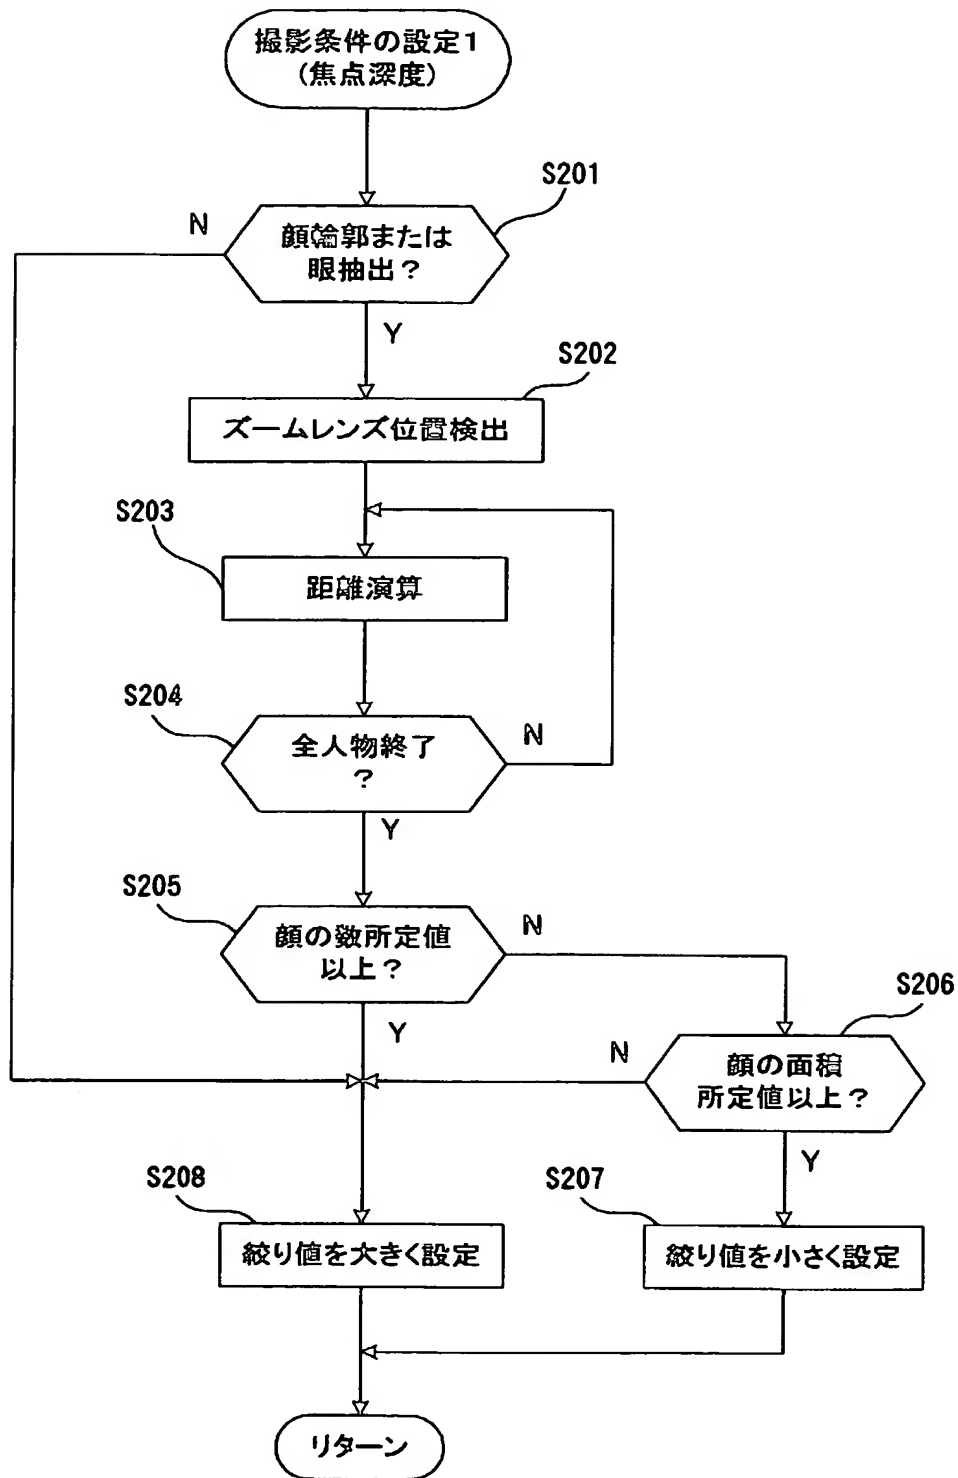 撮影条件の設定1
(焦点深度)
S201
N
顔輪郭または
眼抽出?
Y
S202
ズームレンズ位置検出
S203
距離演算
S204
全人物終了
?
N
Y
S205
顔の数所定値
以上?
N
Y
S206
顔の面積
所定値以上?
N
Y
S208
絞り値を大きく設定
S207
絞り値を小さく設定
リターン